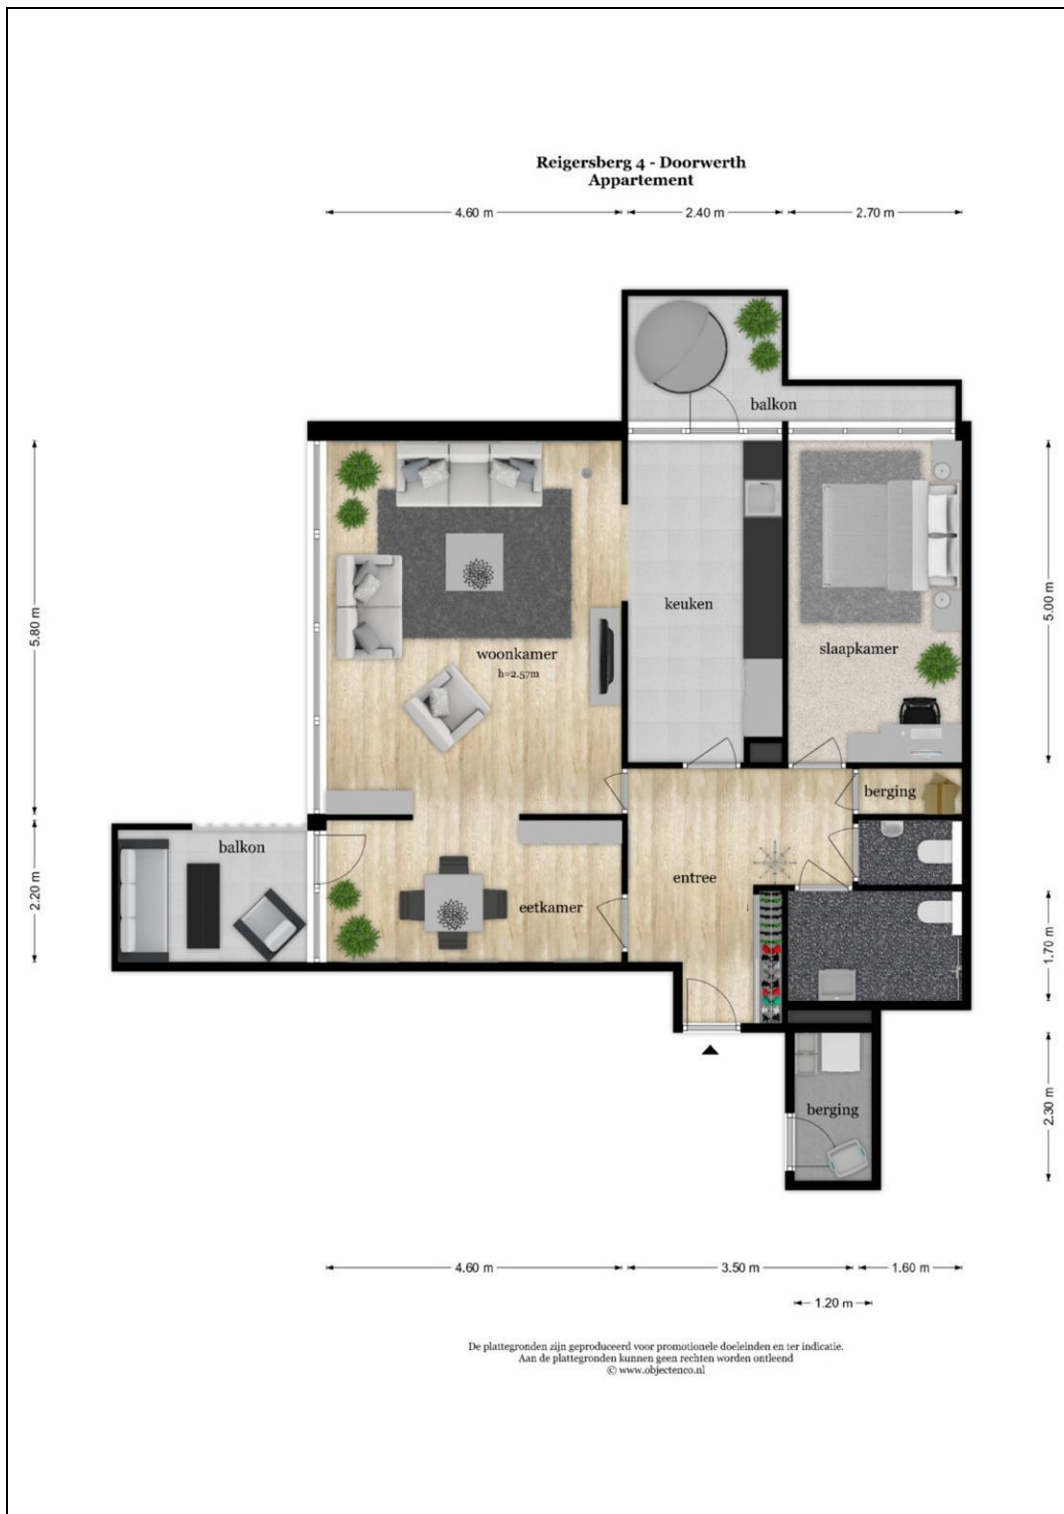 Reigersberg 4 - Doorwerth
Appartement
4.60 m
2.40 m
2.70 m
balkon
5.80 m
keuken
5.00 m
woonkamer
h=2.57m
slaapkamer
berging
balkon
entree
2.20 m
eetkamer
1.70 m
berging
2.30 m
4.60 m
3.50 m
1.60 m
1.20 m
De plattegronden zijn geproduceerd voor promotionele doeleinden en ter indicatie.
Aan de plattegronden kunnen geen rechten worden ontleend
© www.objectenco.nl